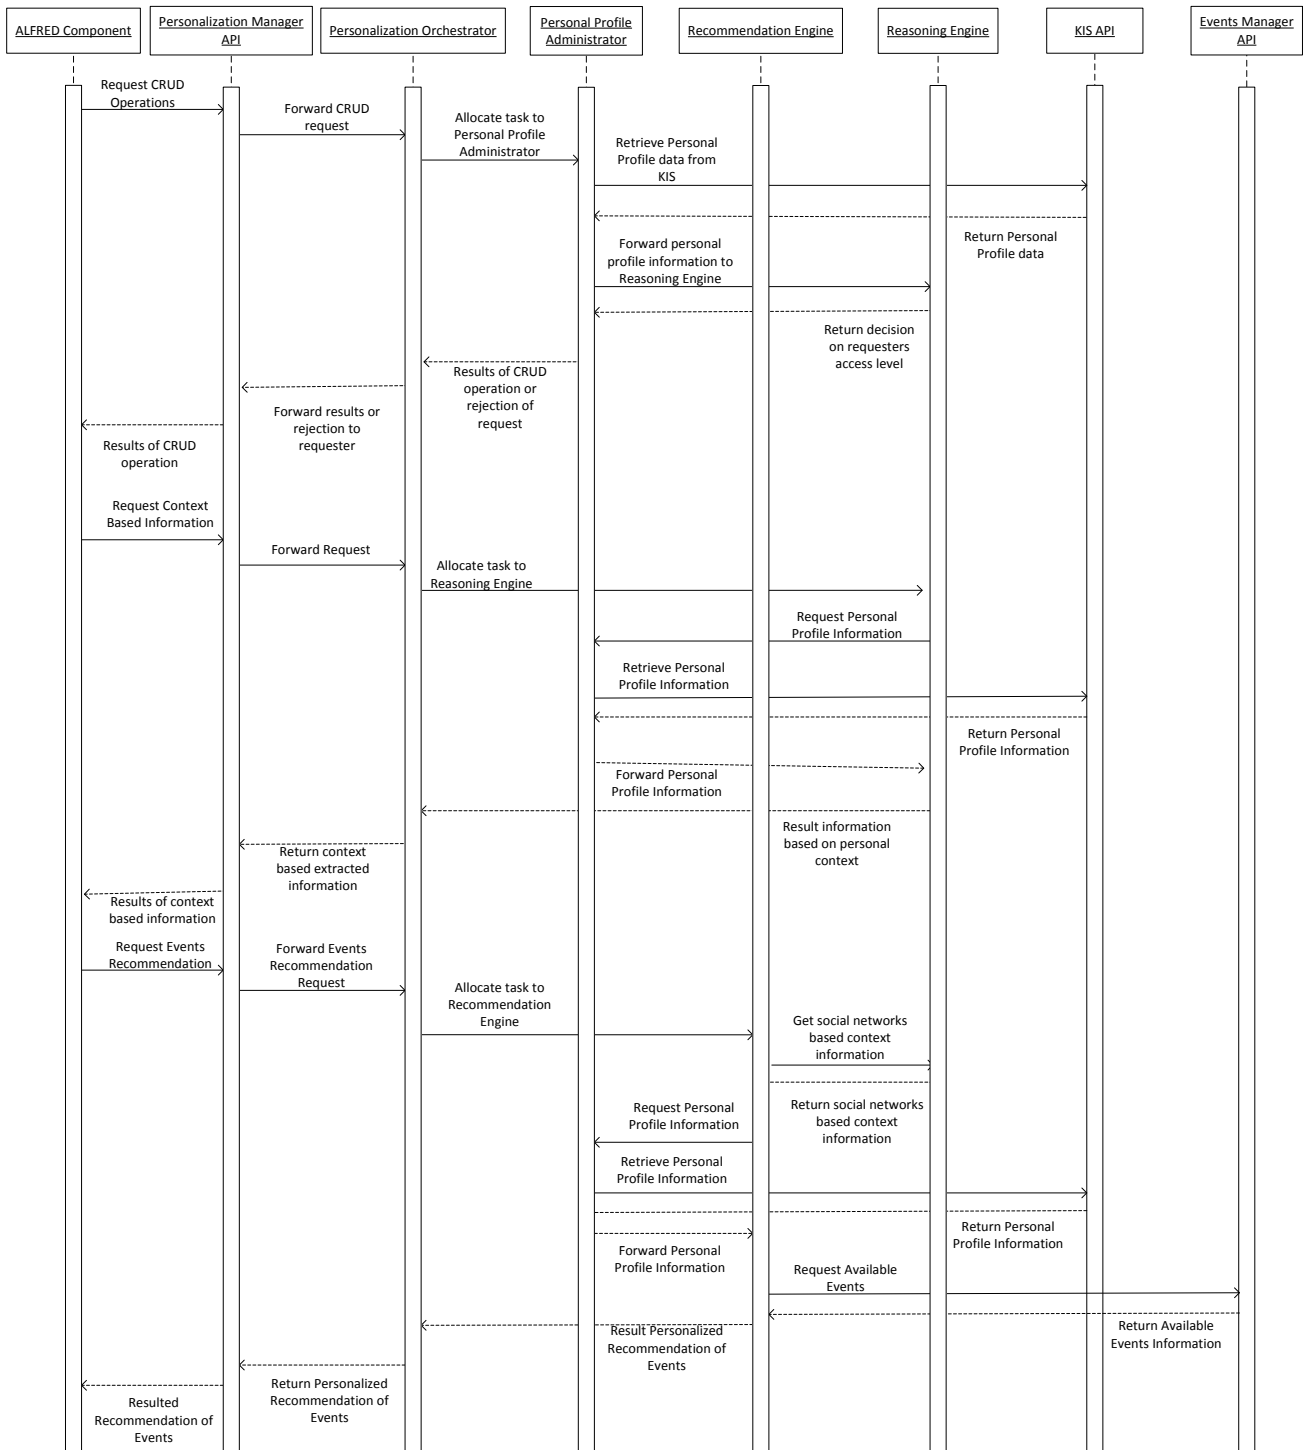 ALFRED Component
Personalization Manager
API
Personalization Orchestrator
Personal Profile
Administrator
Recommendation Engine
Reasoning Engine
KIS API
Events Manager
API
Request CRUD
Operations
Forward CRUD
request
Allocate task to
Personal Profile
Administrator
Retrieve Personal
Profile data from
KIS
Return Personal
Profile data
Forward personal
profile information to
Reasoning Engine
Return decision
on requesters
access level
Results of CRUD
operation or
rejection of
request
Forward results or
rejection to
requester
Results of CRUD
operation
Request Context
Based Information
Forward Request
Allocate task to
Reasoning Engine
Request Personal
Profile Information
Retrieve Personal
Profile Information
Return Personal
Profile Information
Forward Personal
Profile Information
Result information
based on personal
context
Return context
based extracted
information
Results of context
based information
Request Events
Recommendation
Forward Events
Recommendation
Request
Allocate task to
Recommendation
Engine
Get social networks
based context
information
Return social networks
based context
information
Request Personal
Profile Information
Retrieve Personal
Profile Information
Return Personal
Profile Information
Forward Personal
Profile Information
Request Available
Events
Return Available
Events Information
Result Personalized
Recommendation of
Events
Return Personalized
Recommendation of
Events
Resulted
Recommendation of
Events